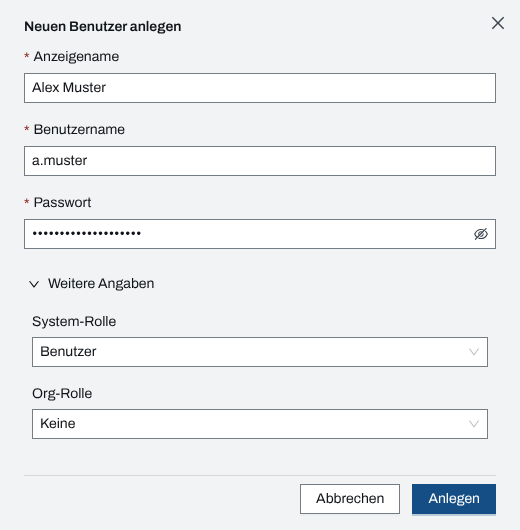 Neuen Benutzer anlegen
* Anzeigename
Alex Muster
* Benutzername
a.muster
* Passwort
••••••••••••••••••••
Weitere Angaben
System-Rolle
Benutzer
Org-Rolle
Keine
Abbrechen
Anlegen